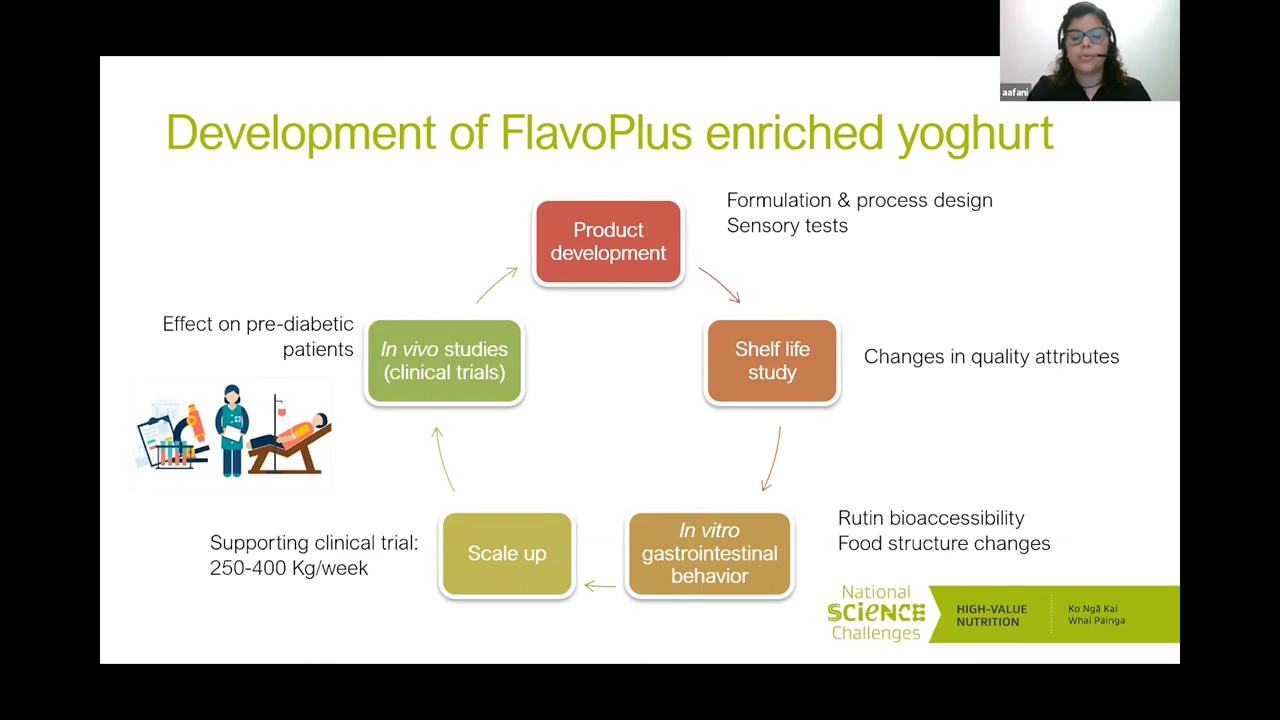 aafani
Development of FlavoPlus enriched yoghurt
Product
development
Formulation & process design
Sensory tests
Shelf life
study
Changes in quality attributes
In vitro
gastrointestinal
behavior
Rutin bioaccessibility
Food structure changes
Scale up
Supporting clinical trial:
250-400 Kg/week
In vivo studies
(clinical trials)
Effect on pre-diabetic
patients
National
SCIENCE
Challenges
HIGH-VALUE
NUTRITION
Ko Ngā Kai
Whai Painga